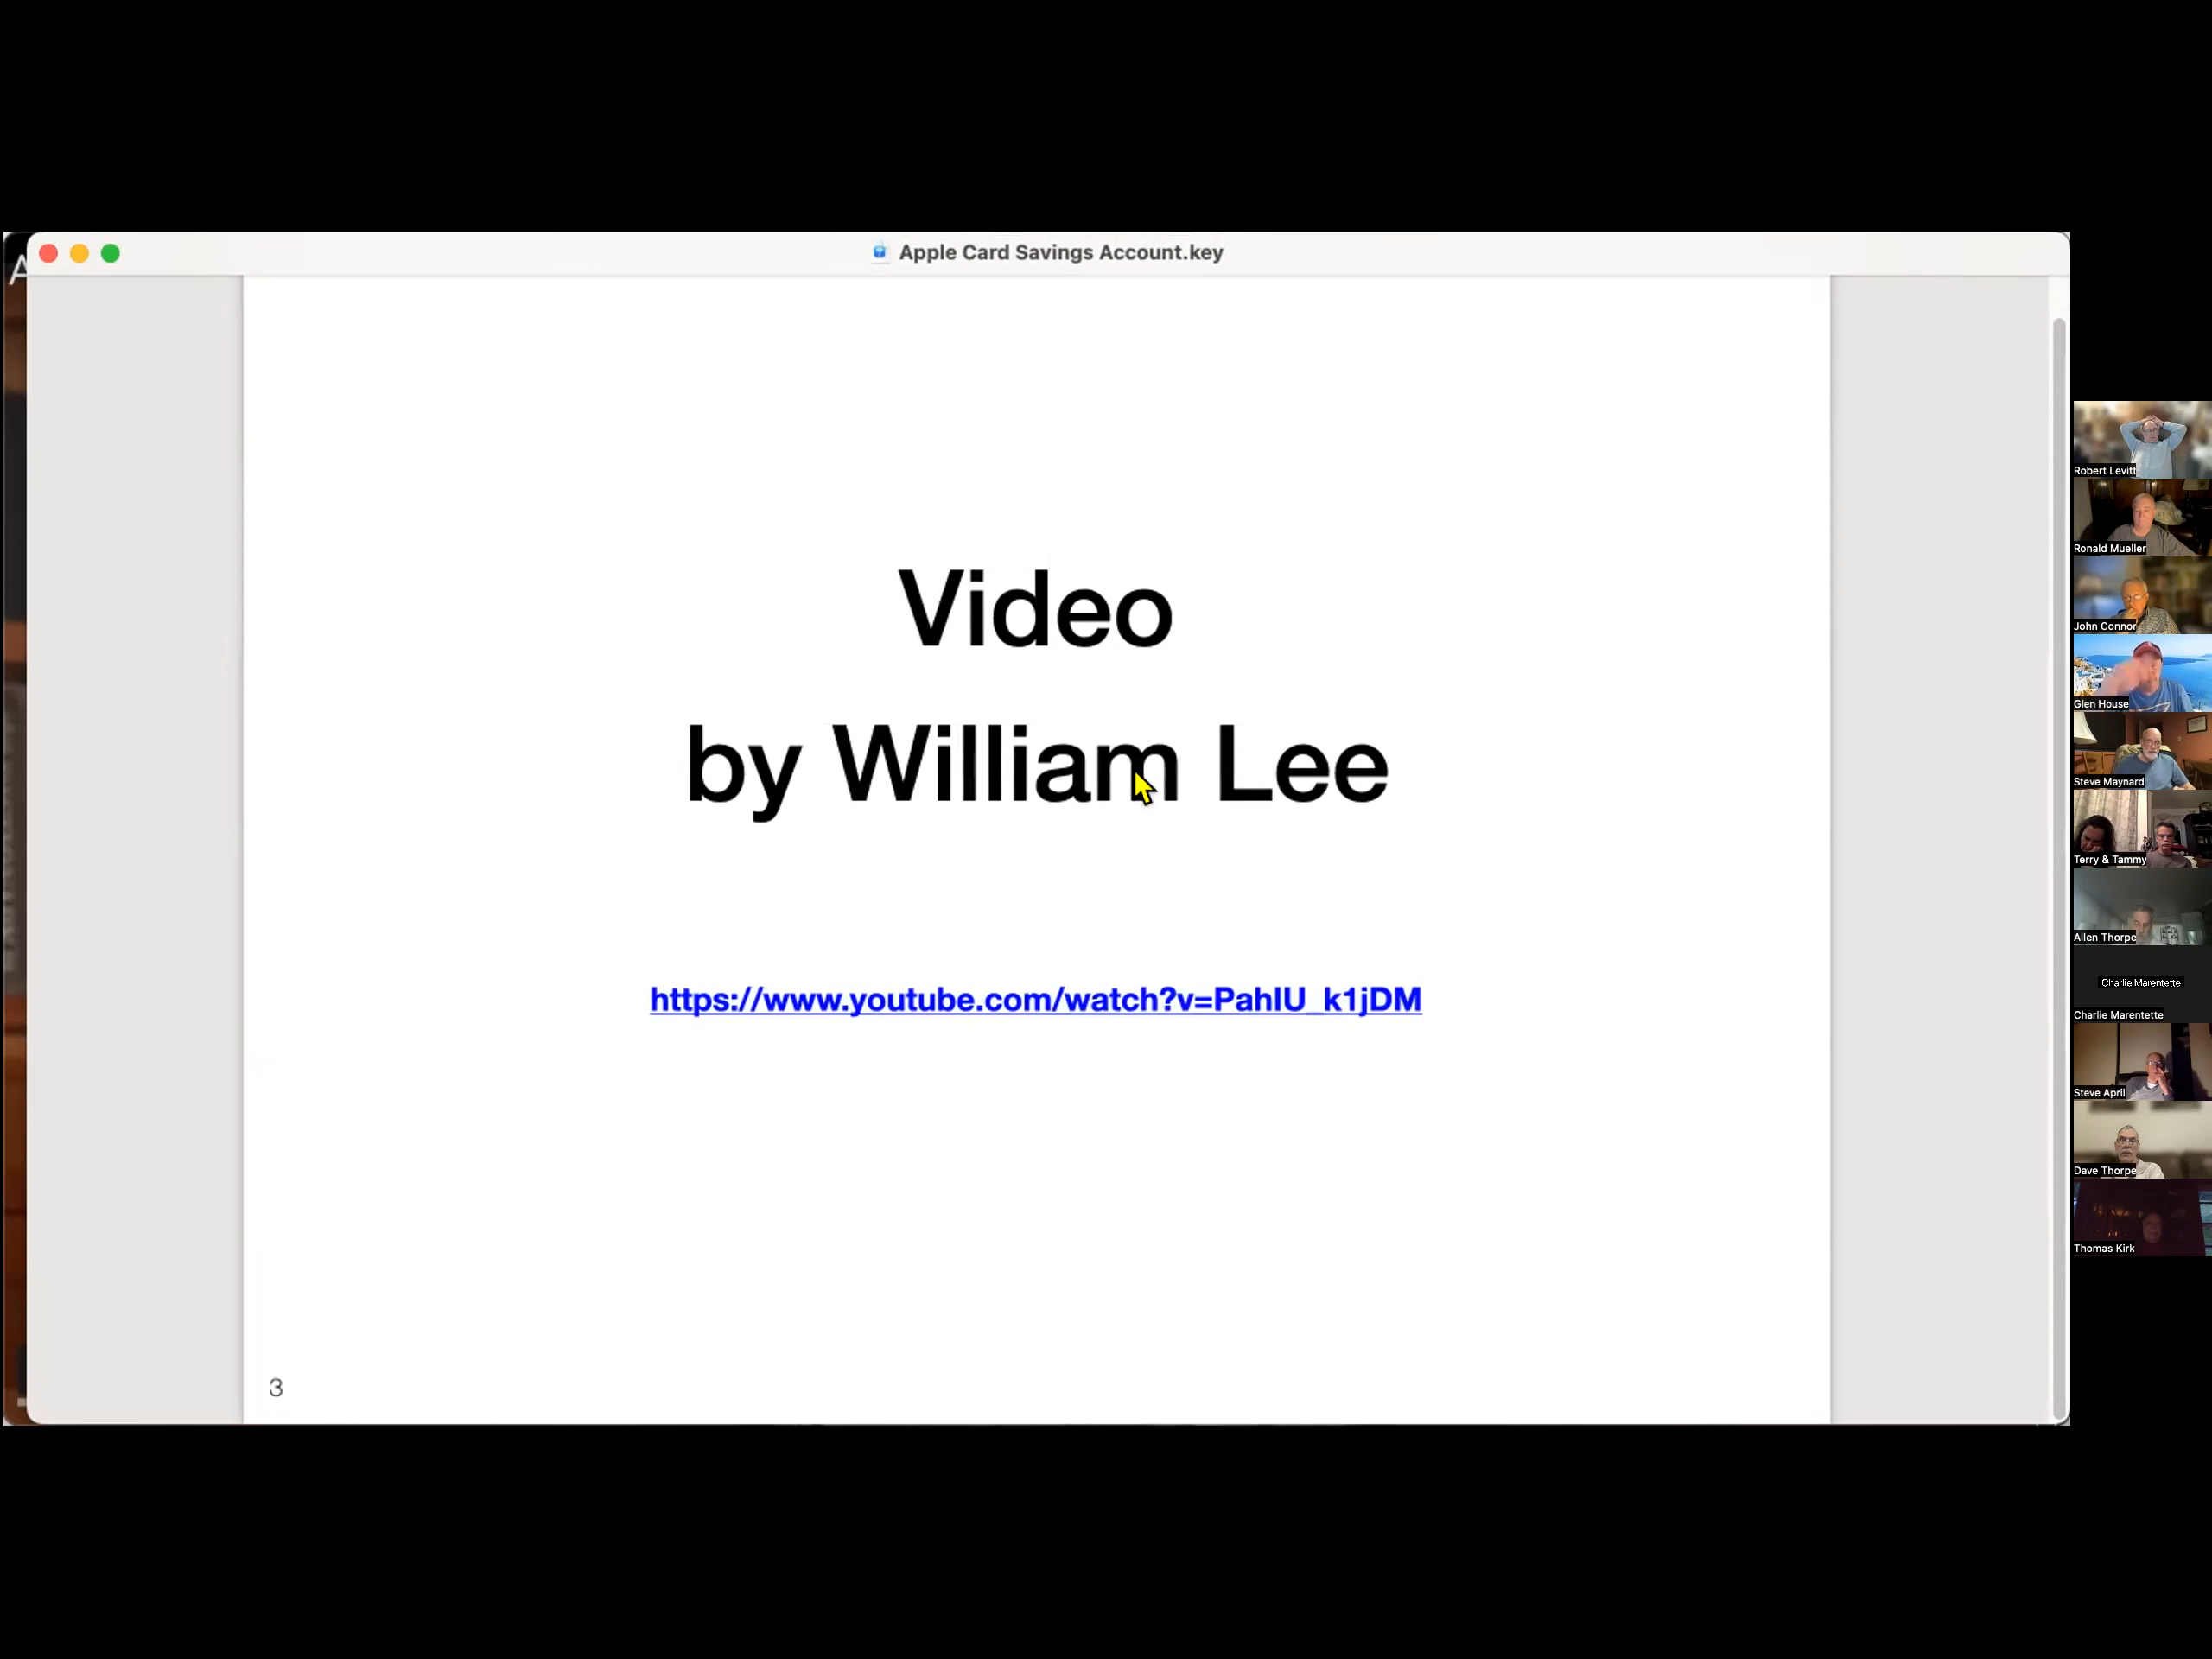 Apple Card Savings Account.key
A
Video
by William Lee
https://www.youtube.com/watch?v=PahIU_k1jDM
3
Robert Levitt
Ronald Mueller
John Connor
Glen House
Steve Maynard
Terry & Tammy
Allen Thorpe
Charlie Marentette
Charlie Marentette
Steve April
Dave Thorpe
Thomas Kirk